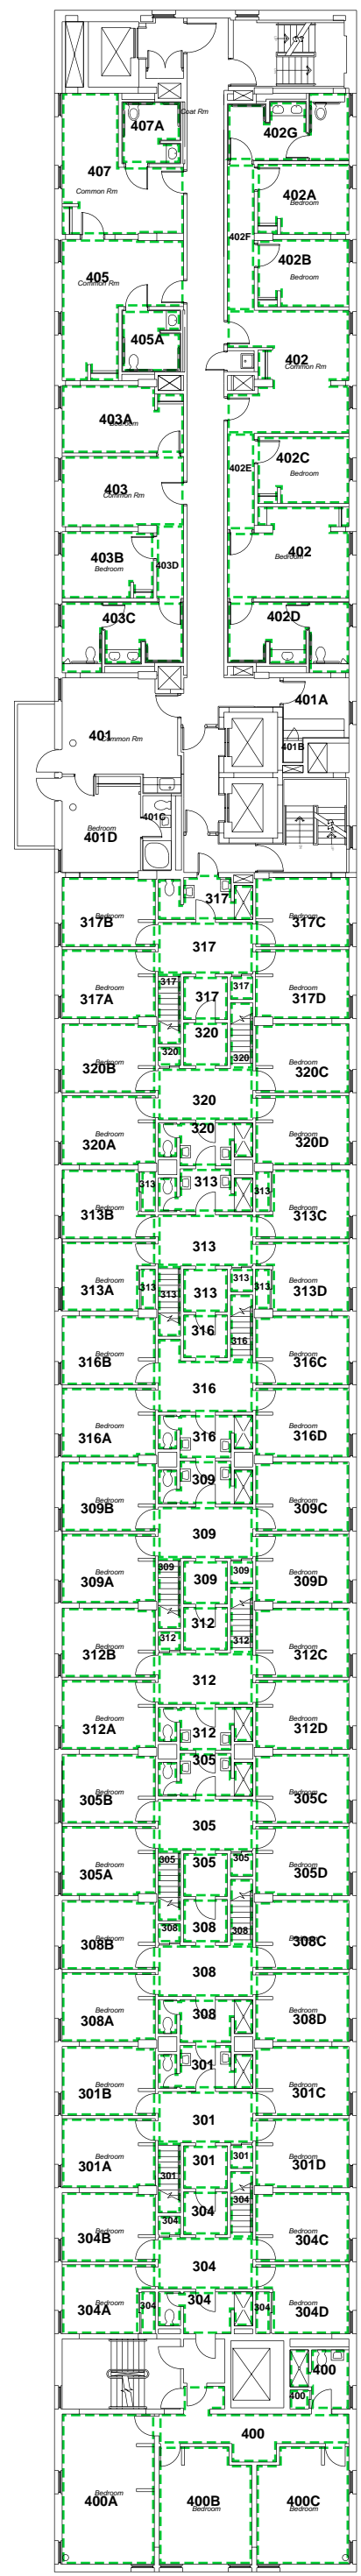 Coat Rm
407A
402G
407
Common Rm
402A
Bedroom
402F
402B
Bedroom
405
Common Rm
405A
402
Common Rm
403A
Bedroom
402C
402E
403
Common Rm
403B
Bedroom
403D
402
Bedroom
403C
402D
401A
401
Common Rm
401B
401C
Bedroom
401D
317
317B
Bedroom
317C
Bedroom
317
Bedroom
317A
317
317
317
Bedroom
317D
320
320B
Bedroom
320
320
320C
Bedroom
320
Bedroom
320A
320
Bedroom
320D
313
313B
Bedroom
313
313
313C
Bedroom
313
Bedroom
313A
313
313
313
313
313
Bedroom
313D
316
316
316B
Bedroom
316C
Bedroom
316
Bedroom
316A
316
Bedroom
316D
309
309B
Bedroom
309C
Bedroom
309
Bedroom
309A
309
309
309
Bedroom
309D
312
312
312
312B
Bedroom
312C
Bedroom
312
Bedroom
312A
312
Bedroom
312D
305
305B
Bedroom
305C
Bedroom
305
Bedroom
305A
305
305
305
Bedroom
305D
308
308
308
308B
Bedroom
308C
Bedroom
308
Bedroom
308A
308
Bedroom
308D
301
301B
Bedroom
301C
Bedroom
301
Bedroom
301A
301
301
301
Bedroom
301D
304
304
304
304B
Bedroom
304C
Bedroom
304
Bedroom
304A
304
304
304
Bedroom
304D
400
400
400
Bedroom
400A
400B
Bedroom
400C
Bedroom